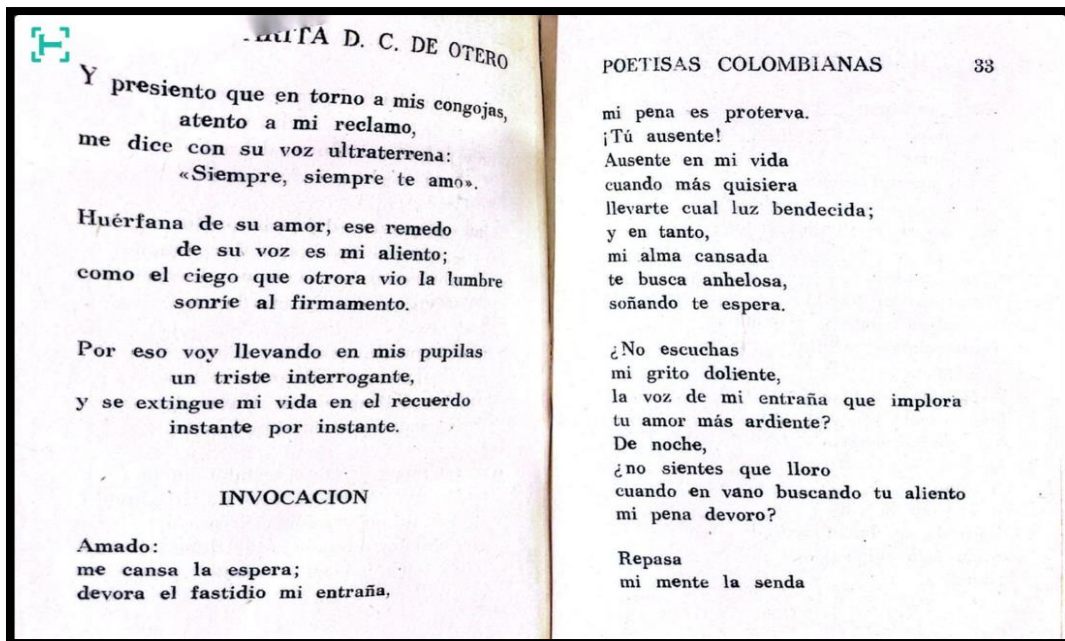 D. C. DE OTERO
Y presiento que en torno a mis congojas,
atento a mi reclamo,
me dice con su voz ultraterrena:
«Siempre, siempre te amo».
Huérfana de su amor, ese remedo
de su voz es mi aliento;
como el ciego que otrora vio la lumbre
sonríe al firmamento.
Por eso voy llevando en mis pupilas
un triste interrogante,
y se extingue mi vida en el recuerdo
instante por instante.
INVOCACION
Amado:
me cansa la espera;
devora el fastidio mi entraña,
POETISAS COLOMBIANAS 33
mi pena es proterva.
¡Tú ausente!
Ausente en mi vida
cuando más quisiera
llevarte cual luz bendecida;
y en tanto,
mi alma cansada
te busca anhelosa,
soñando te espera.
¿No escuchas
mi grito doliente,
la voz de mi entraña que implora
tu amor más ardiente?
De noche,
¿no sientes que lloro
cuando en vano buscando tu aliento
mi pena devoro?
Repasa
mi mente la senda